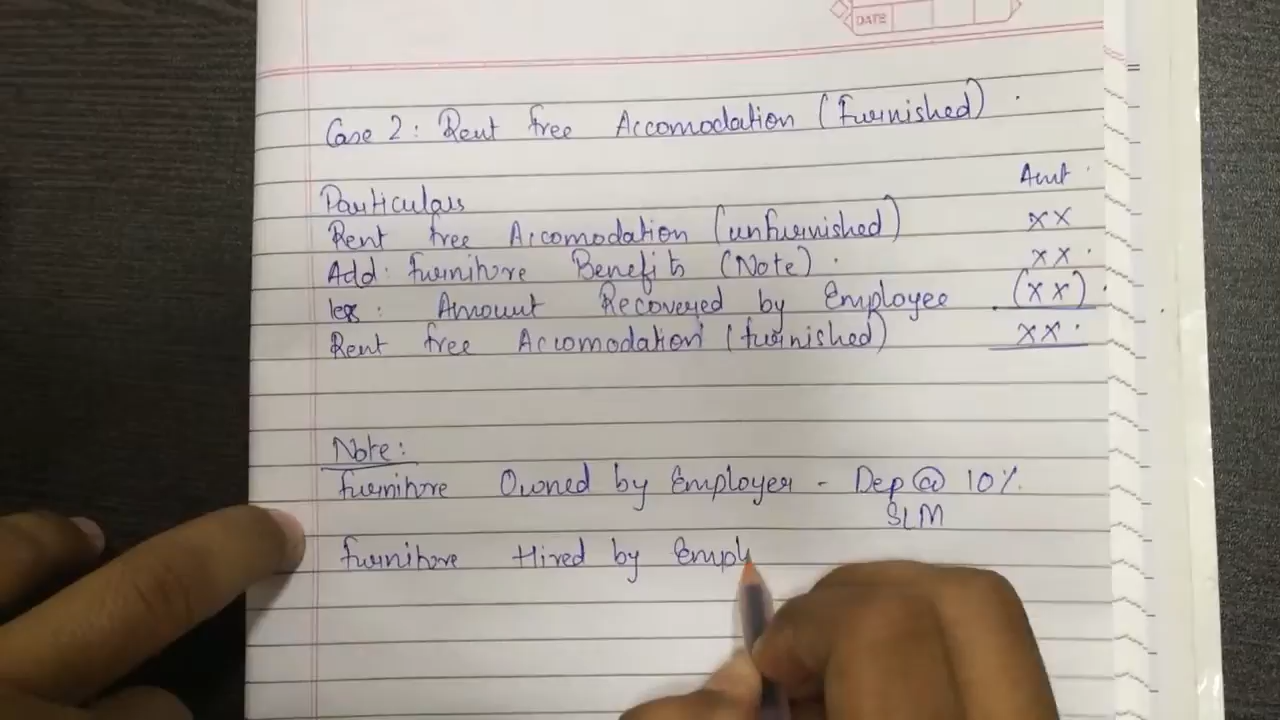 DATE
Case 2: Rent free Accomodation (Furnished)
Particulars Amt
Rent free Accomodation (unfurnished) XX
Add: furniture Benefits (Note) XX
less: Amount Recovered by Employee (XX)
Rent free Accomodation (furnished) XX
Note:
furniture Owned by Employer - Dep @ 10%
SLM
furniture Hired by Empl